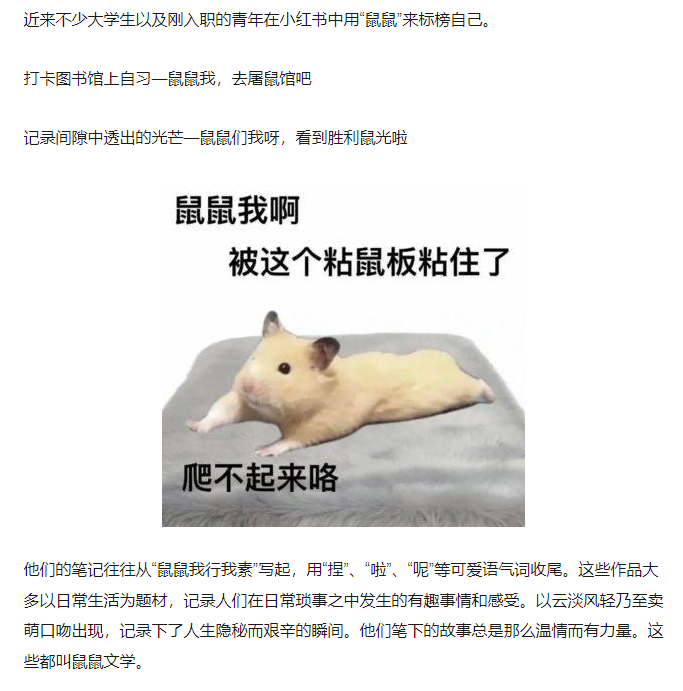 近来不少大学生以及刚入职的青年在小红书中用“鼠鼠”来标榜自己。
打卡图书馆上自习—鼠鼠我，去屠鼠馆吧
记录间隙中透出的光芒—鼠鼠们我呀，看到胜利鼠光啦
鼠鼠我啊
被这个粘鼠板粘住了
爬不起来咯
他们的笔记往往从“鼠鼠我行我素”写起，用“捏”、“啦”、“呢”等可爱语气词收尾。这些作品大
多以日常生活为题材，记录人们在日常琐事之中发生的有趣事情和感受。以云淡风轻乃至卖
萌口吻出现，记录下了人生隐秘而艰辛的瞬间。他们笔下的故事总是那么温情而有力量。这
些都叫鼠鼠文学。